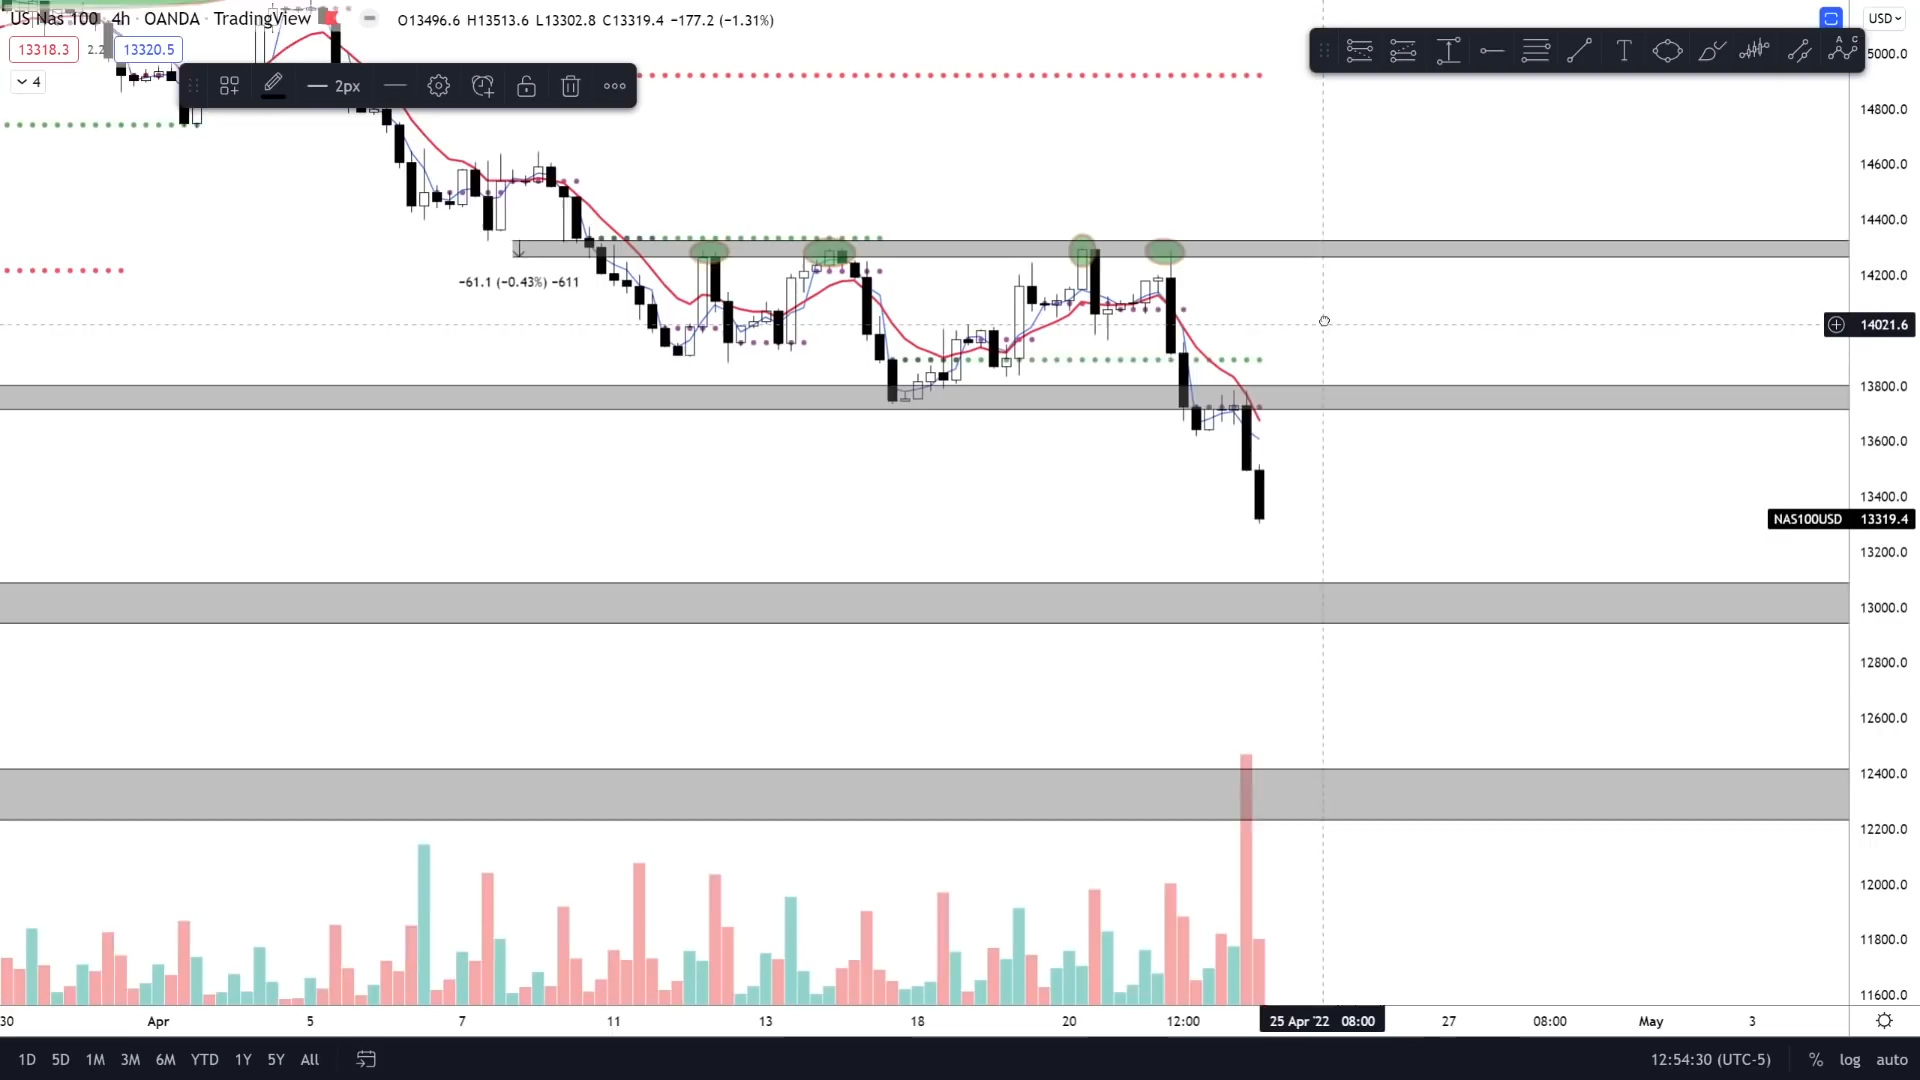 US Nas 100 · 4h · OANDA · TradingView
O13496.6 H13513.6 L13302.8 C13319.4 −177.2 (−1.31%)
USD
13318.3
2.2
13320.5
4
2px
A C
5000.0
14800.0
14600.0
14400.0
14200.0
−61.1 (−0.43%) −611
14021.6
13800.0
13600.0
13400.0
NAS100USD 13319.4
13200.0
13000.0
12800.0
12600.0
12400.0
12200.0
12000.0
11800.0
11600.0
30 Apr 5 7 11 13 18 20 12:00 25 Apr '22 08:00 27 08:00 May 3
1D 5D 1M 3M 6M YTD 1Y 5Y All
12:54:30 (UTC-5) % log auto